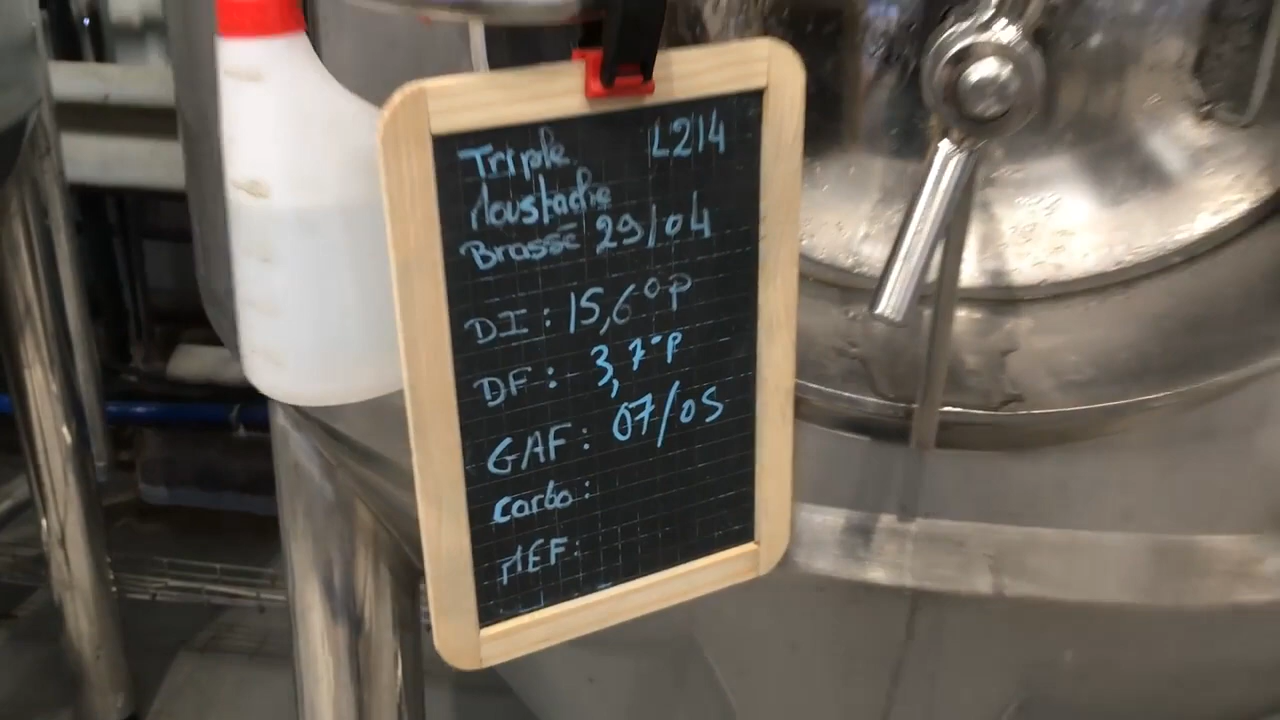 Triple L214
Moustache
Brassé 29/04
DI : 15,6°P
DF : 3,7°P
GAF : 07/05
Carbo :
MEF :